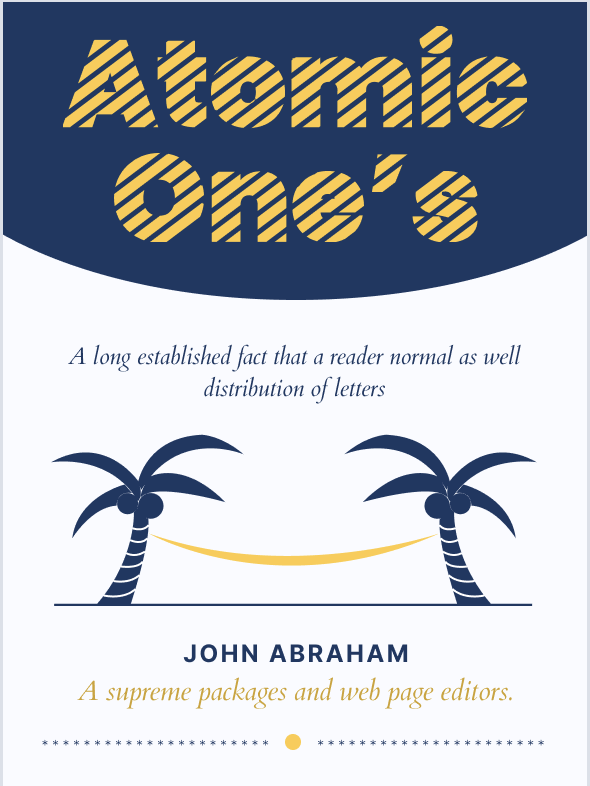 Atomic
One’s
A long established fact that a reader normal as well
distribution of letters
JOHN ABRAHAM
A supreme packages and web page editors.